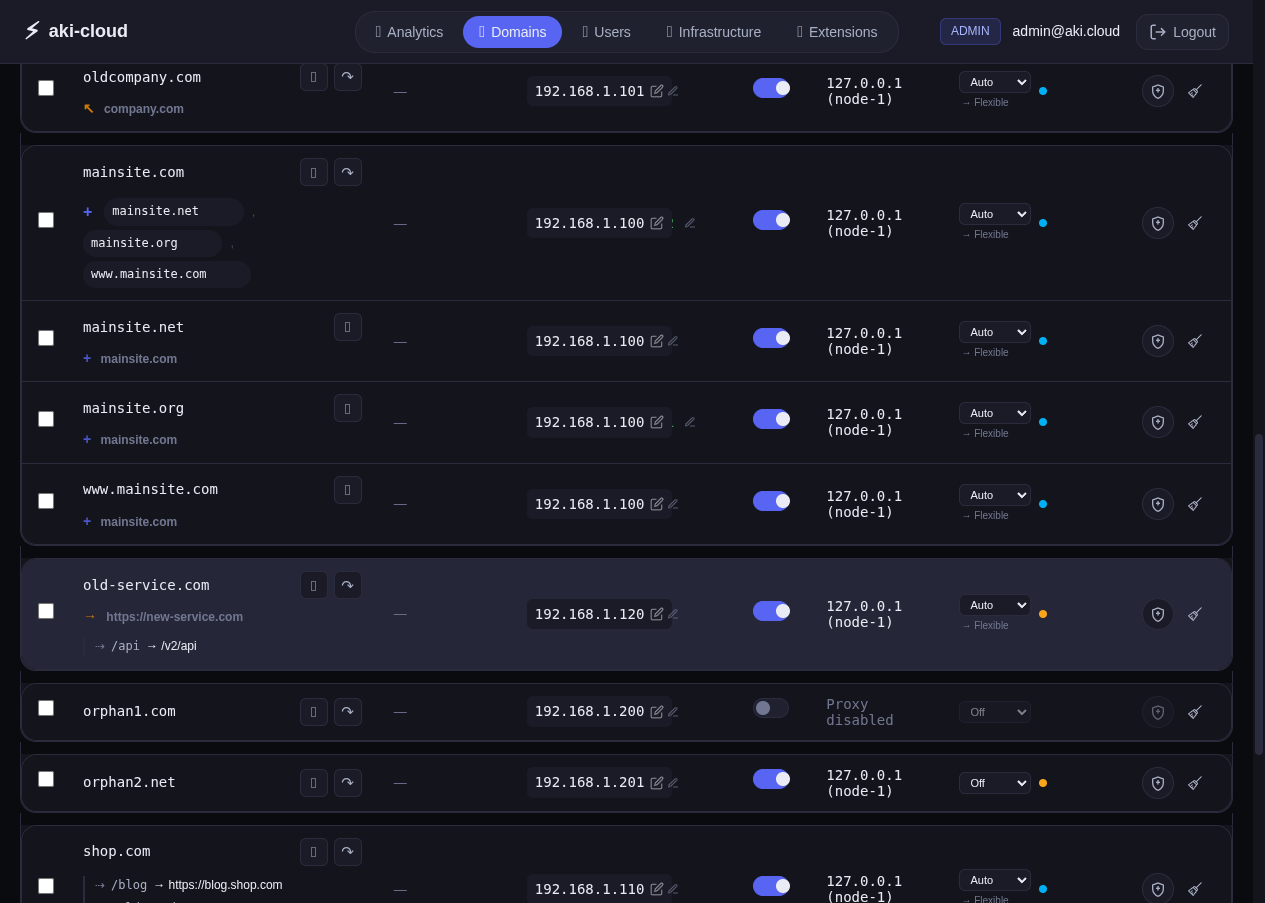 ⚡ aki-cloud
Analytics
Domains
Users
Infrastructure
Extensions
ADMIN
admin@aki.cloud
Logout
oldcompany.com
↖ company.com
—
192.168.1.101
127.0.0.1
(node-1)
Auto
→ Flexible
mainsite.com
+ mainsite.net ,
mainsite.org ,
www.mainsite.com
—
192.168.1.100
127.0.0.1
(node-1)
Auto
→ Flexible
mainsite.net
+ mainsite.com
—
192.168.1.100
127.0.0.1
(node-1)
Auto
→ Flexible
mainsite.org
+ mainsite.com
—
192.168.1.100
127.0.0.1
(node-1)
Auto
→ Flexible
www.mainsite.com
+ mainsite.com
—
192.168.1.100
127.0.0.1
(node-1)
Auto
→ Flexible
old-service.com
→ https://new-service.com
⇢ /api → /v2/api
—
192.168.1.120
127.0.0.1
(node-1)
Auto
→ Flexible
orphan1.com
—
192.168.1.200
Proxy
disabled
Off
orphan2.net
—
192.168.1.201
127.0.0.1
(node-1)
Off
shop.com
⇢ /blog → https://blog.shop.com
—
192.168.1.110
127.0.0.1
(node-1)
Auto
→ Flexible